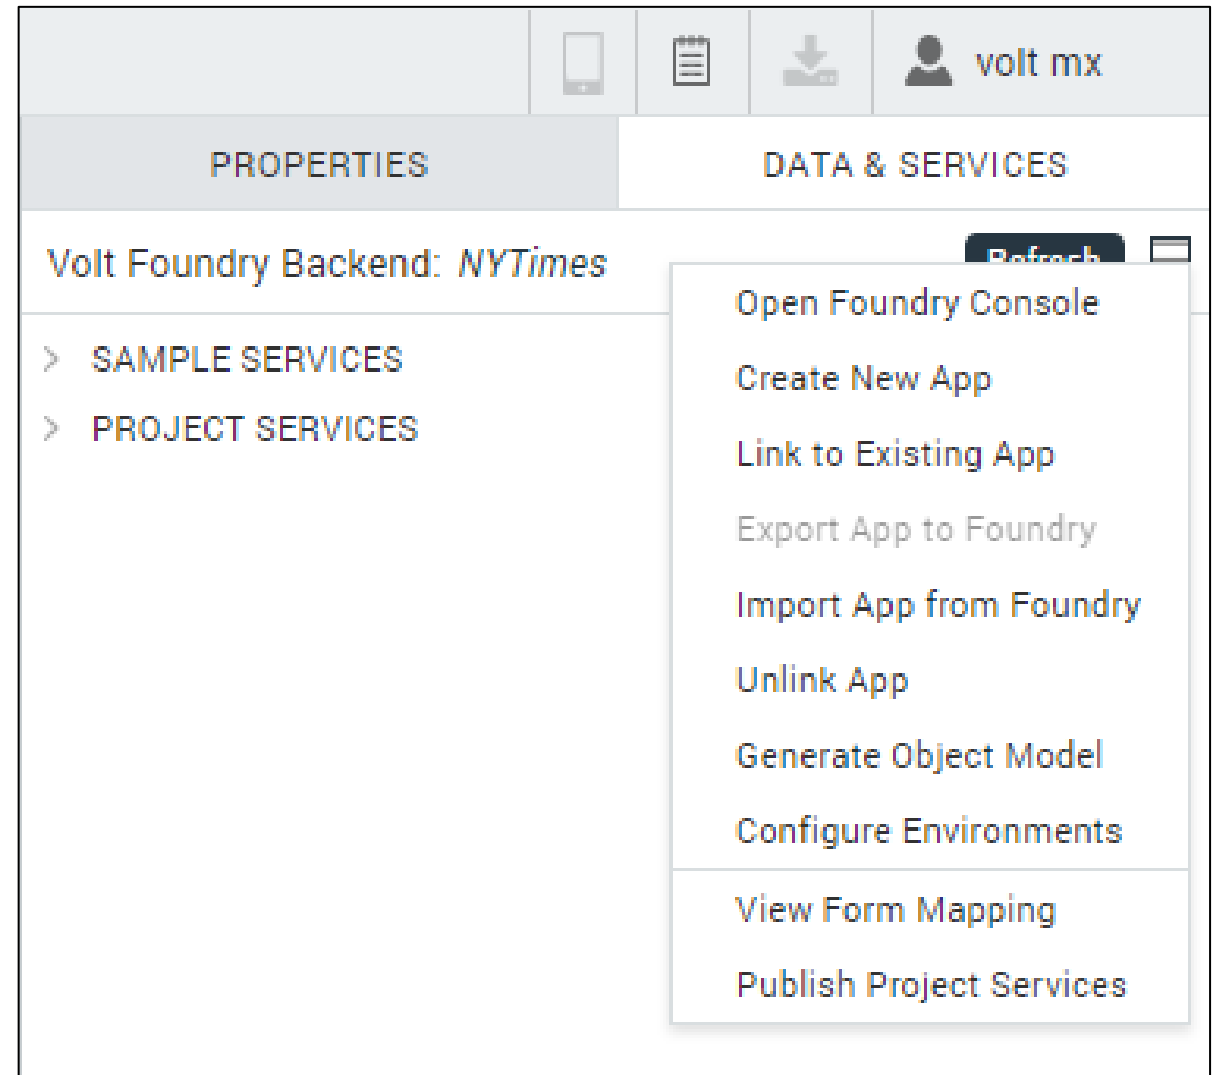 volt mx
PROPERTIES
DATA & SERVICES
Volt Foundry Backend: NYTimes
Refresh
SAMPLE SERVICES
PROJECT SERVICES
Open Foundry Console
Create New App
Link to Existing App
Export App to Foundry
Import App from Foundry
Unlink App
Generate Object Model
Configure Environments
View Form Mapping
Publish Project Services